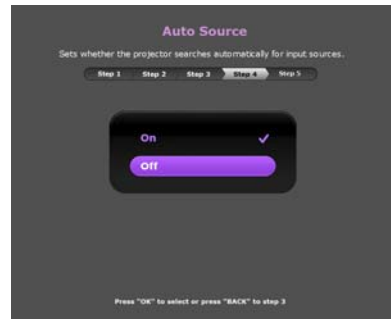 Auto Source
Sets whether the projector searches automatically for input sources.
Step 1 Step 2 Step 3 Step 4 Step 5
On
Off
Press "OK" to select or press "BACK" to step 3